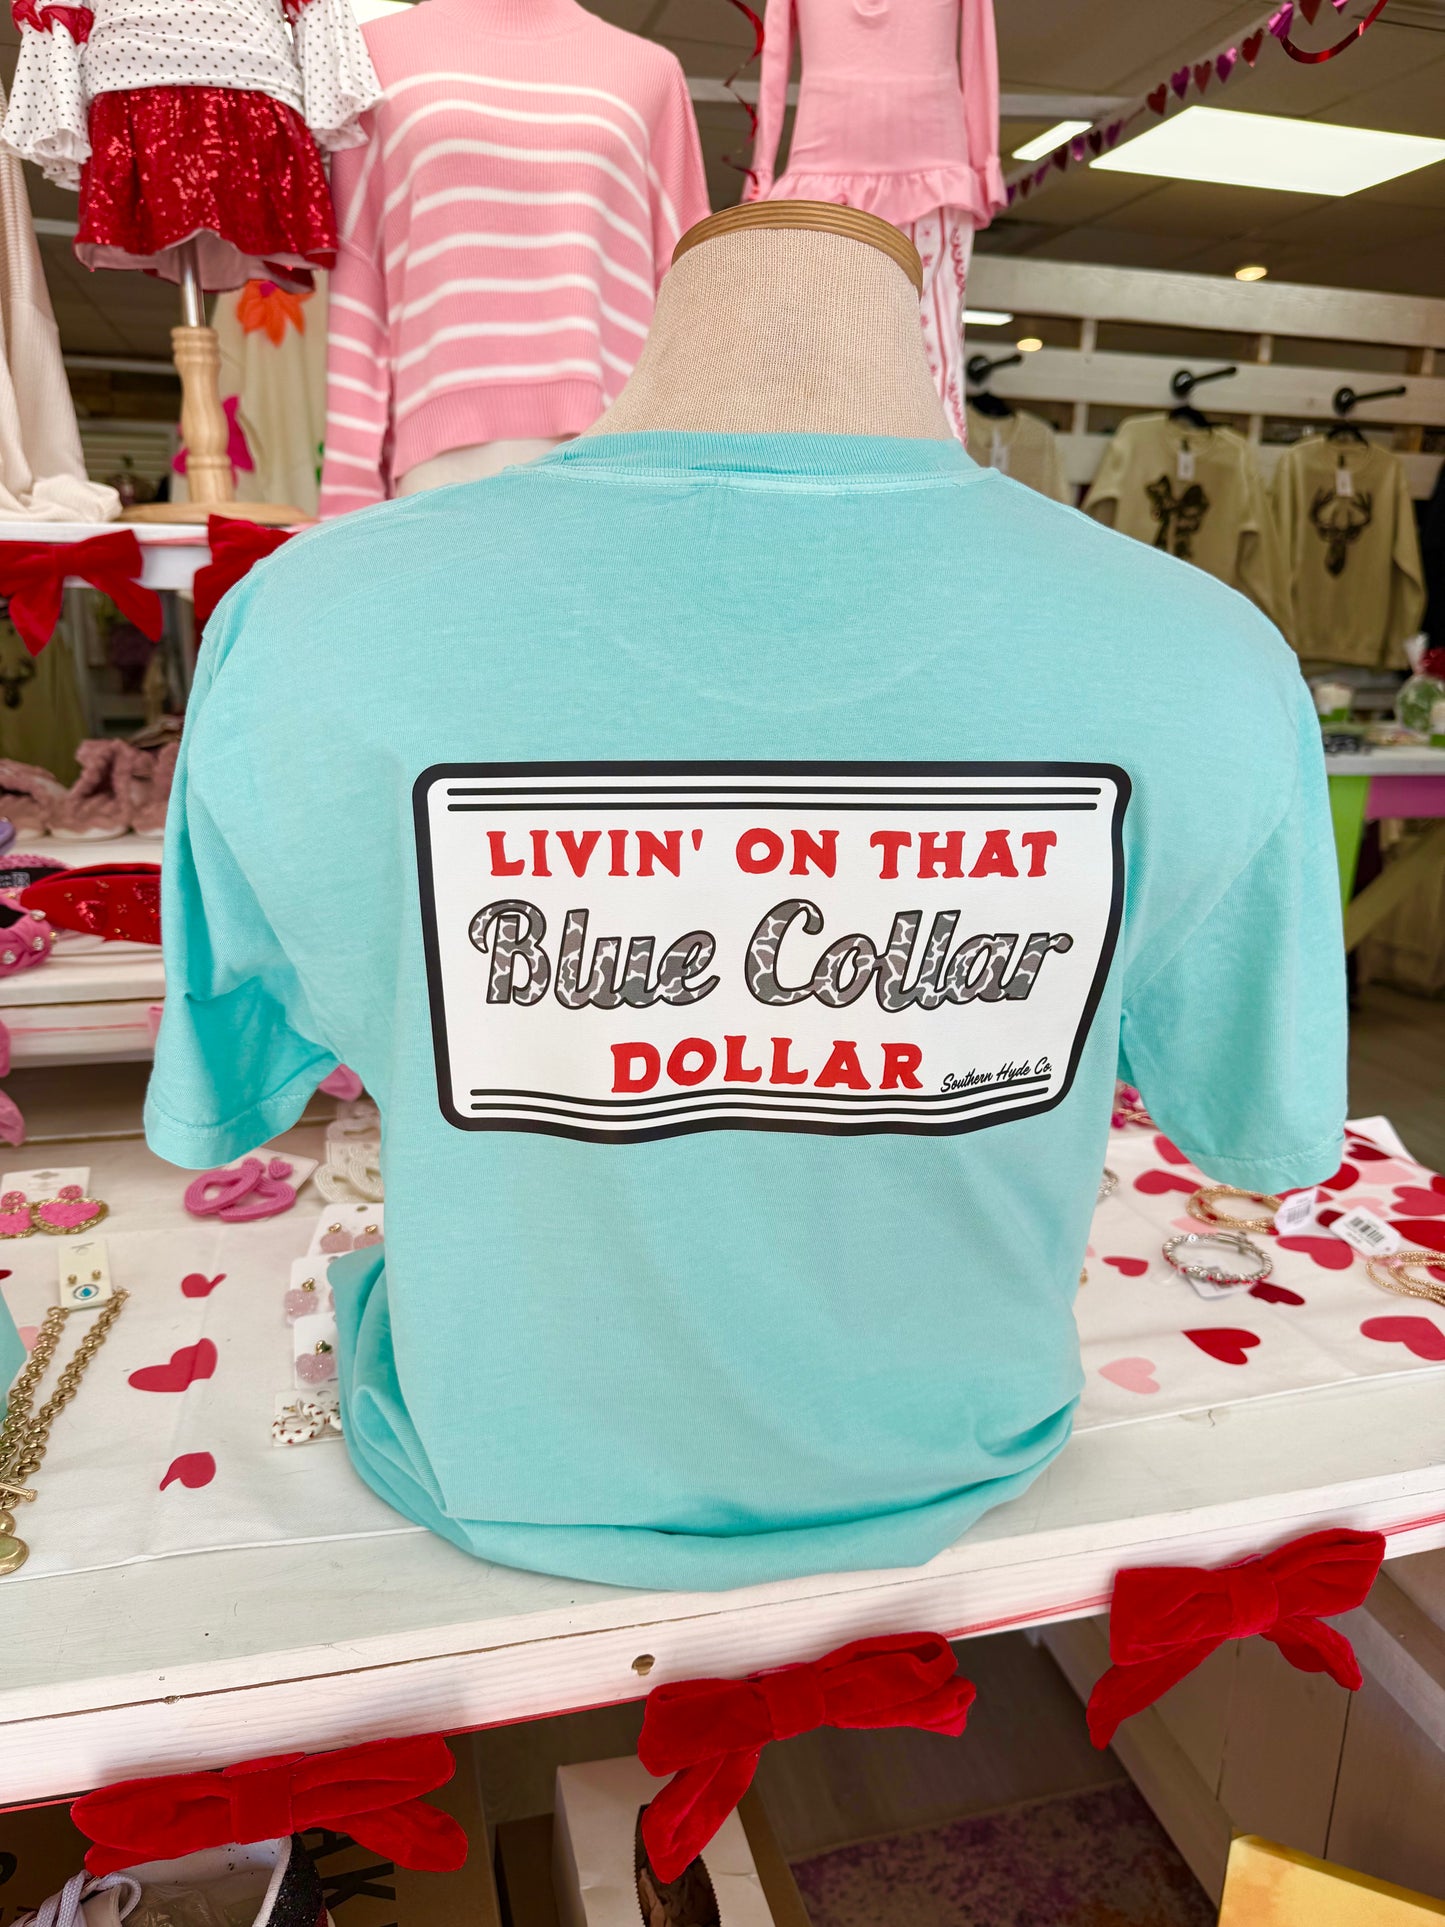 LIVIN' ON THAT
Blue Collar
DOLLAR
Southern Hyde Co.